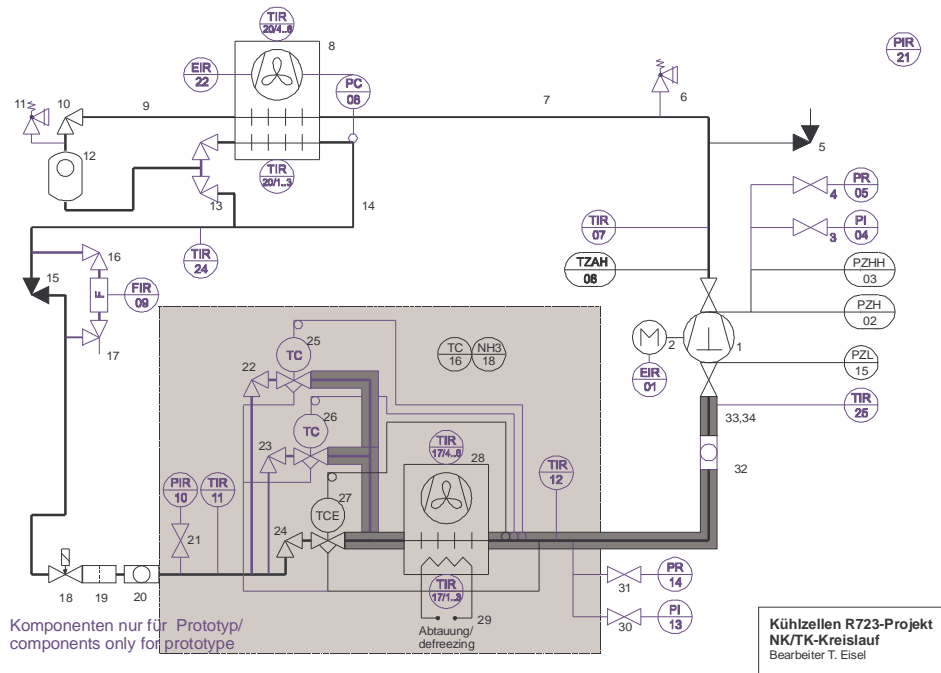 TIR
20/4..6
8
PIR
21
EIR
22
PC
08
11
10
9
7
6
5
12
TIR
20/1..3
13
14
4
PR
05
3
PI
04
TIR
07
TIR
24
16
TZAH
06
PZHH
03
15
F
FIR
09
PZH
02
M
2
1
17
25
TC
TC
16
NH3
18
PZL
15
22
EIR
01
TIR
25
26
TC
33,34
23
TIR
17/4..6
28
TIR
12
32
PIR
10
TIR
11
27
TCE
21
24
18
19
20
TIR
17/1..3
29
31
PR
14
30
PI
13
Abtauung/
defreezing
Komponenten nur für Prototyp/
components only for prototype
Kühlzellen R723-Projekt
NK/TK-Kreislauf
Bearbeiter T. Eisel